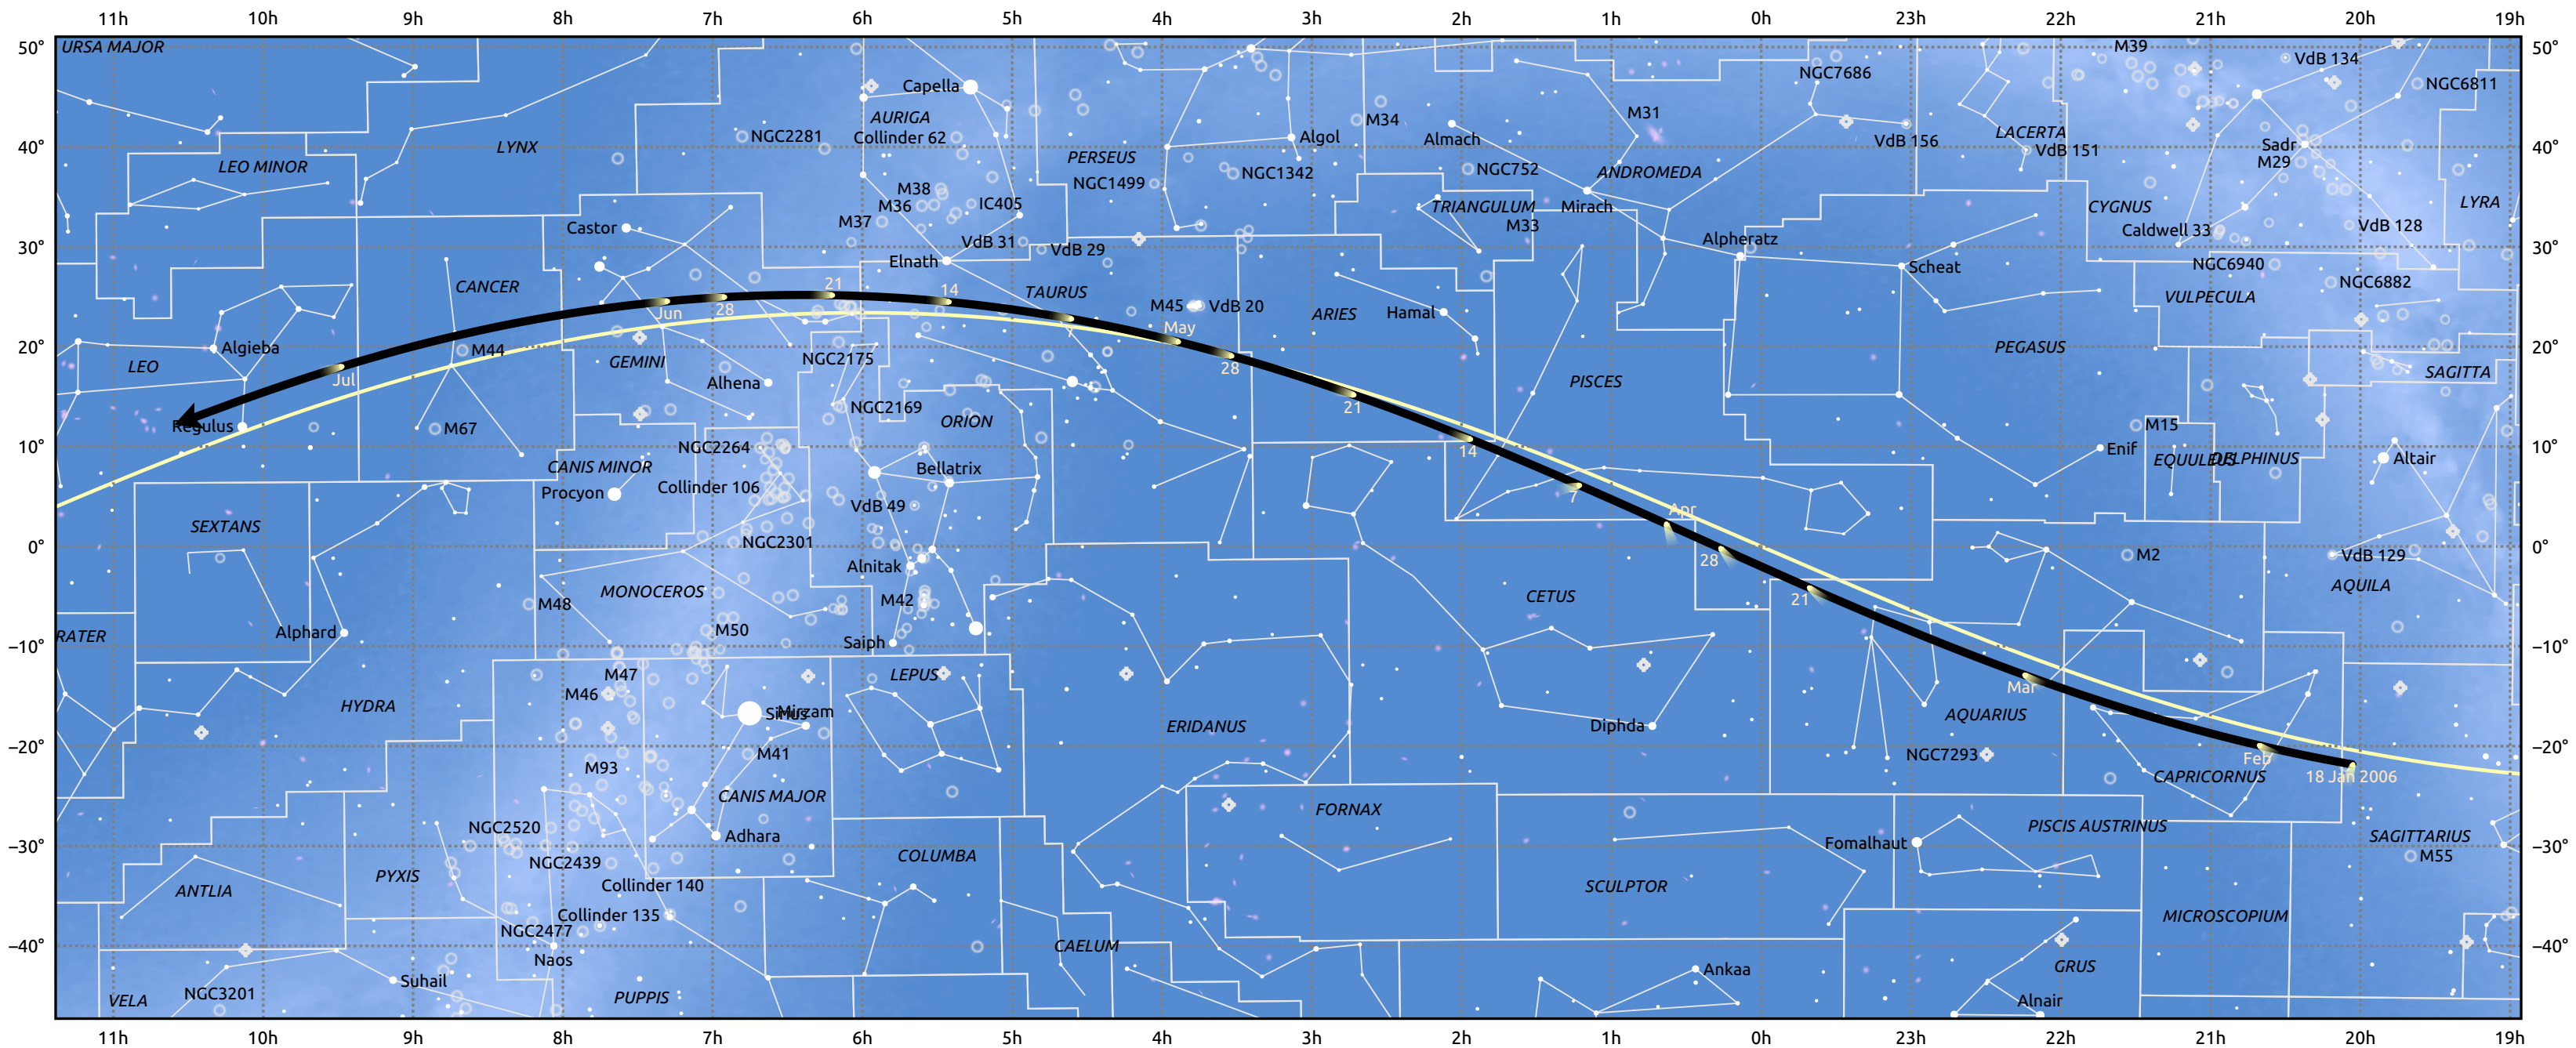 11h 10h 9h 8h 7h 6h 5h 4h 3h 2h 1h 0h 23h 22h 21h 20h 19h
50° URSA MAJOR M39 50°
VdB 134
NGC7686
Capella NGC6811
AURIGA M31
M34
NGC2281 Collinder 62 Algol Almach VdB 156 LACERTA
40° LYNX Sadr 40°
VdB 151
PERSEUS M29
LEO MINOR NGC1342 NGC752 ANDROMEDA
NGC1499
M38
M36 IC405 TRIANGULUM Mirach CYGNUS LYRA
M37 M33
Castor VdB 128
Caldwell 33
30° VdB 31 VdB 29 Alpheratz 30°
Elnath Scheat NGC6940
CANCER 21 14 TAURUS NGC6882
VULPECULA
Jun 28 M45 VdB 20 ARIES Hamal
7 May
20° Algieba M44 20°
LEO GEMINI NGC2175 28 PEGASUS
Jul Alhena PISCES SAGITTA
NGC2169 21
Regulus M67 ORION M15
10° NGC2264 14 Enif 10°
CANIS MINOR Bellatrix EQUULEUS DELPHINUS Altair
Procyon Collinder 106 7
VdB 49 Apr
SEXTANS
0° NGC2301 28 M2 VdB 129 0°
Alnitak AQUILA
MONOCEROS CETUS 21
M48 M42
RATER Alphard M50 Saiph
−10° −10°
M47 LEPUS
M46 Mar
HYDRA Sirius Mirzam AQUARIUS
ERIDANUS Diphda
−20° M41 NGC7293 Feb −20°
M93 CAPRICORNUS 18 Jan 2006
CANIS MAJOR FORNAX
NGC2520 Adhara PISCIS AUSTRINUS SAGITTARIUS
−30° Fomalhaut −30°
NGC2439 COLUMBA M55
ANTLIA PYXIS Collinder 140 SCULPTOR
Collinder 135 MICROSCOPIUM
NGC2477
−40° CAELUM −40°
Naos
Suhail Ankaa GRUS
VELA NGC3201 PUPPIS Alnair
11h 10h 9h 8h 7h 6h 5h 4h 3h 2h 1h 0h 23h 22h 21h 20h 19h